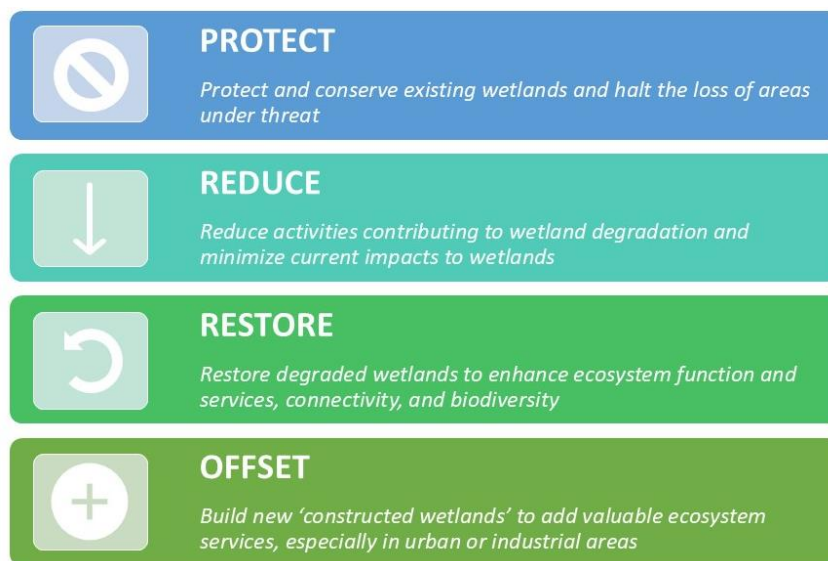 PROTECT
Protect and conserve existing wetlands and halt the loss of areas
under threat
REDUCE
Reduce activities contributing to wetland degradation and
minimize current impacts to wetlands
RESTORE
Restore degraded wetlands to enhance ecosystem function and
services, connectivity, and biodiversity
OFFSET
Build new ‘constructed wetlands’ to add valuable ecosystem
services, especially in urban or industrial areas